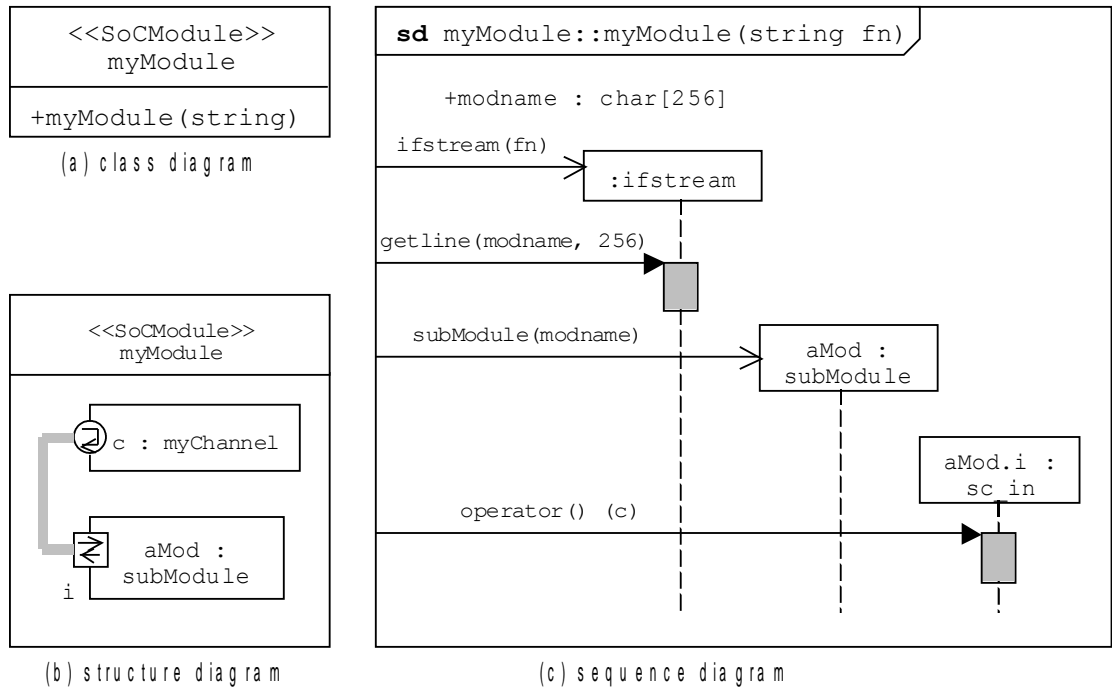 <<SoCModule>>
myModule
+myModule(string)
(a) class diagram
<<SoCModule>>
myModule
c : myChannel
aMod :
subModule
i
(b) structure diagram
sd myModule::myModule(string fn)
+modname : char[256]
ifstream(fn)
:ifstream
getline(modname, 256)
subModule(modname)
aMod :
subModule
aMod.i :
sc_in
operator() (c)
(c) sequence diagram